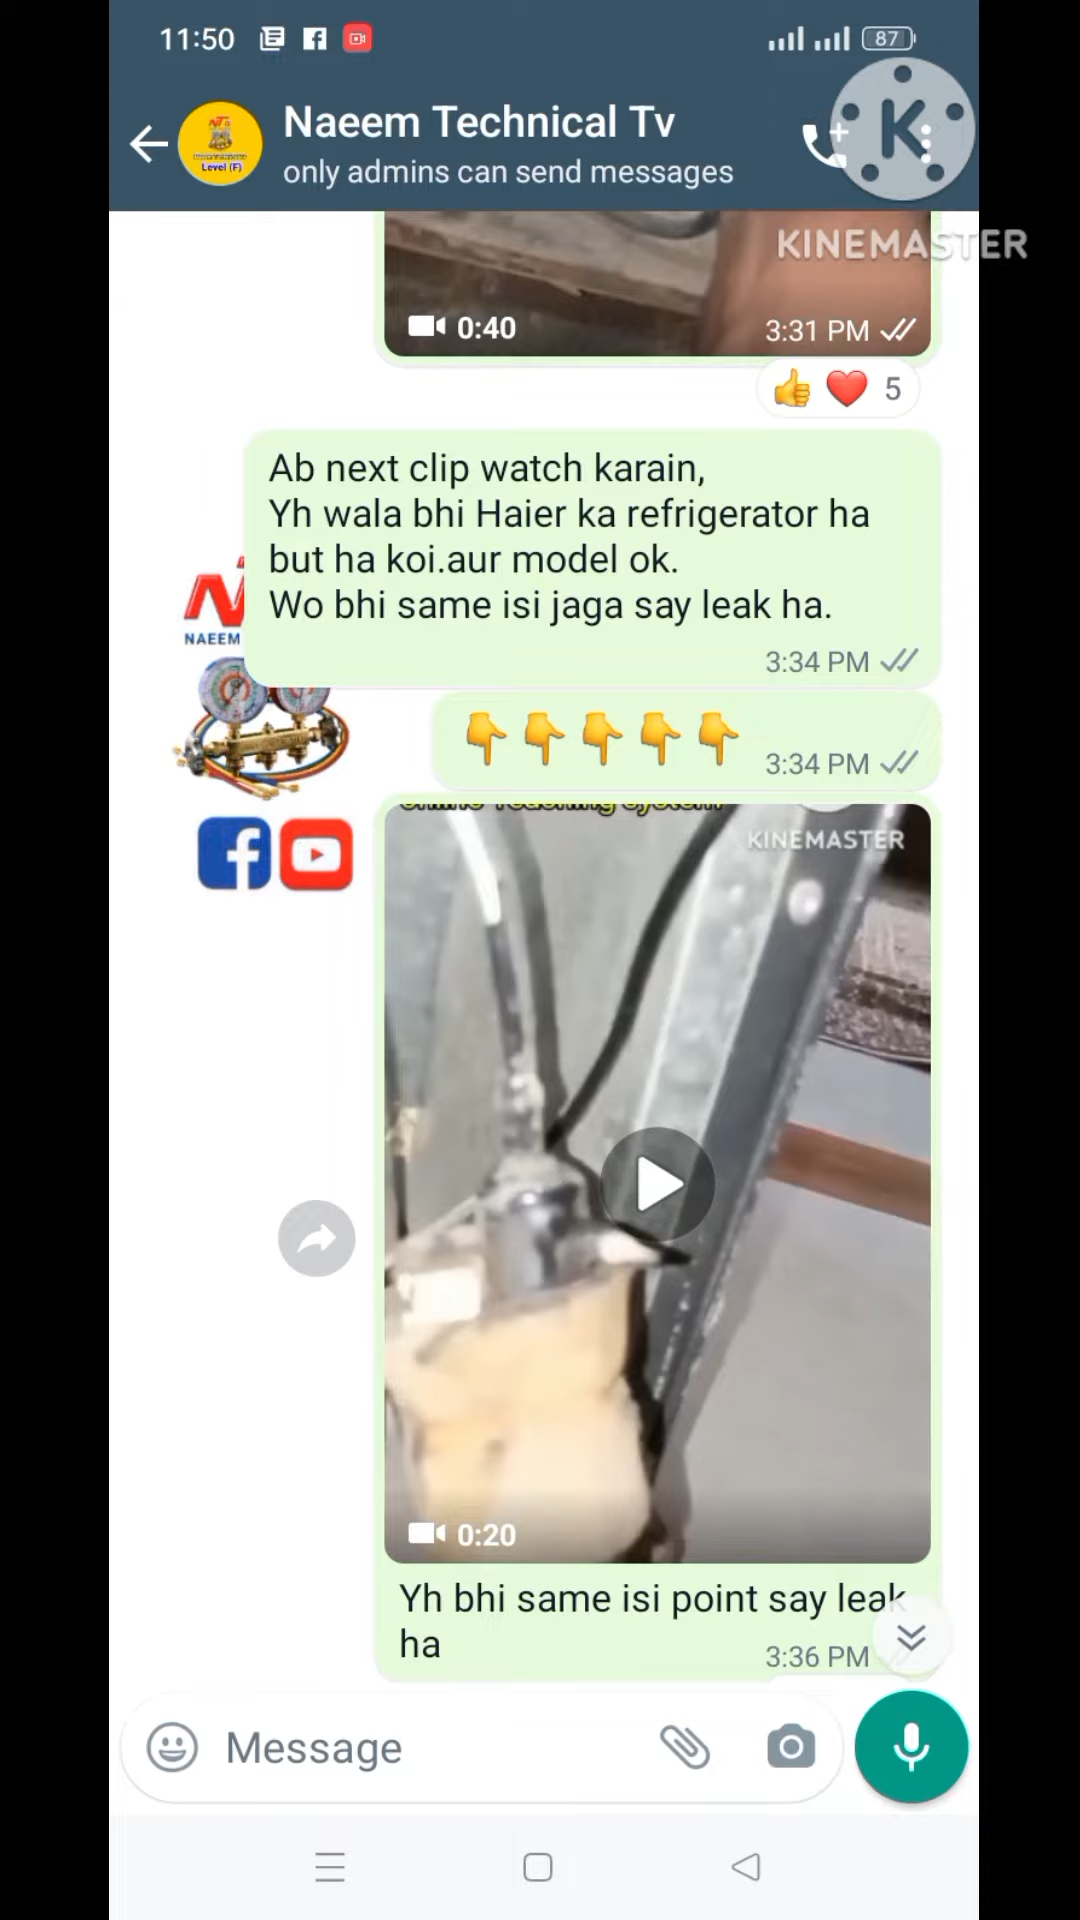 11:50
87
Naeem Technical Tv
only admins can send messages
K
KINEMASTER
0:40
3:31 PM
👍 ❤️ 5
Ab next clip watch karain,
Yh wala bhi Haier ka refrigerator ha
but ha koi.aur model ok.
Wo bhi same isi jaga say leak ha.
3:34 PM
NAEEM
👇👇👇👇👇
3:34 PM
KINEMASTER
0:20
Yh bhi same isi point say leak
ha
3:36 PM
Message